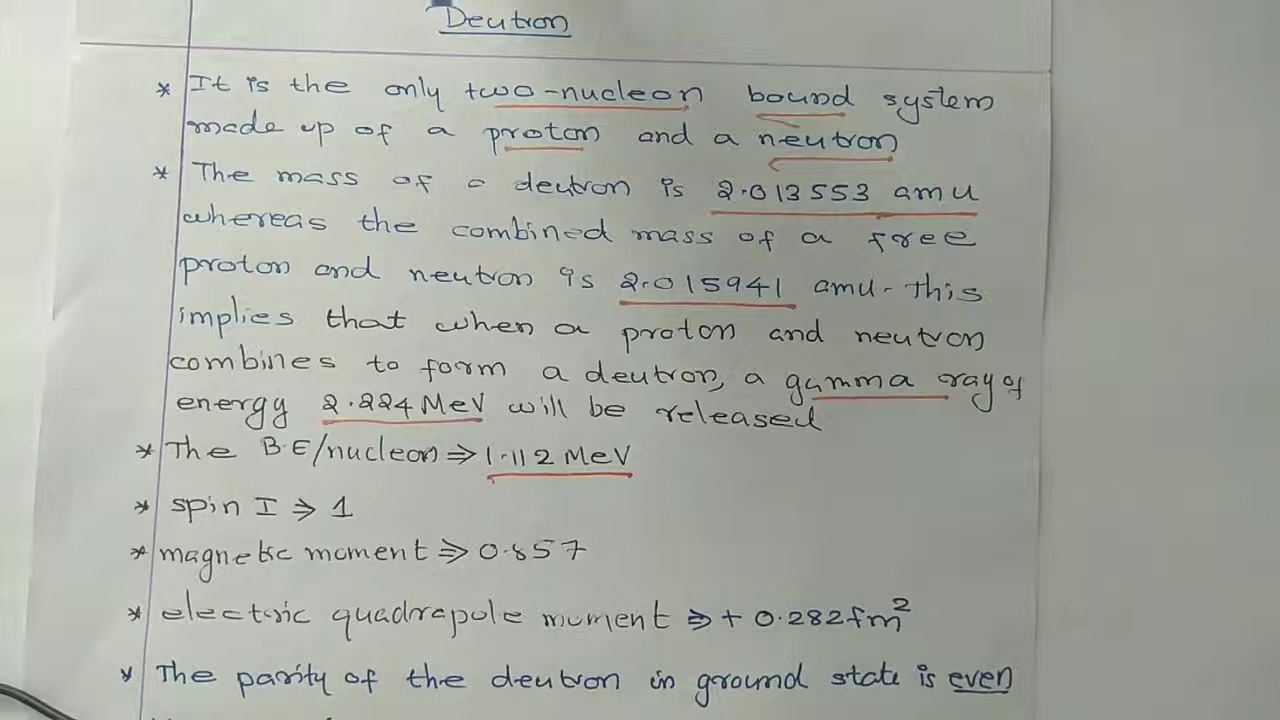 Deutron
* It is the only two-nucleon bound system
made up of a proton and a neutron
* The mass of a deutron is 2.013553 amu
whereas the combined mass of a free
proton and neutron is 2.015941 amu. this
implies that when a proton and neutron
combines to form a deutron, a gamma ray of
energy 2.224 MeV will be released
* The B.E/nucleon ⇒ 1.112 MeV
* spin I ⇒ 1
* magnetic moment ⇒ 0.857
* electric quadrapole moment ⇒ + 0.282 fm²
* The parity of the deutron in ground state is even